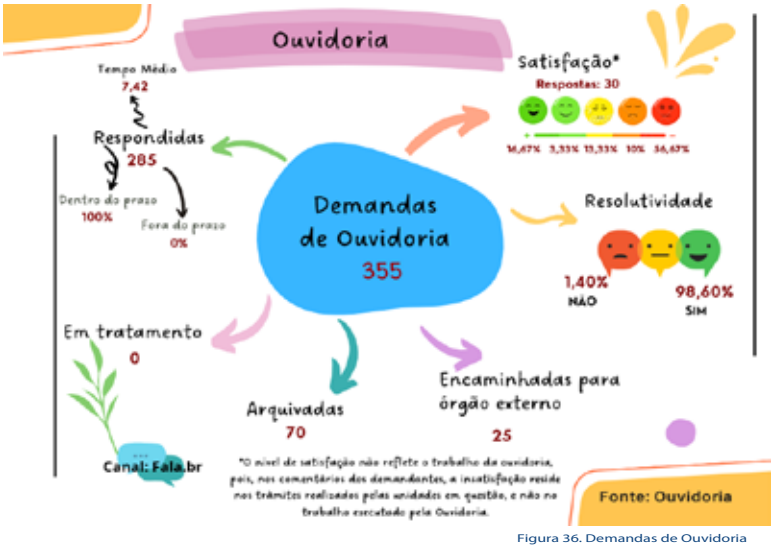 Ouvidoria
Tempo Médio
7,42
Respondidas
285
Dentro do prazo
100%
Fora do prazo
0%
Satisfação*
Respostas: 30
16,67% 3,33% 13,33% 10% 56,67%
Demandas
de Ouvidoria
355
Resolutividade
1,40%
NÃO
98,60%
SIM
Em tratamento
0
Arquivadas
70
Encaminhadas para
órgão externo
25
Canal: Fala.br
*O nível de satisfação não reflete o trabalho da ouvidoria,
pois, nos comentários dos demandantes, a insatisfação reside
nos trâmites realizados pelas unidades em questão, e não no
trabalho executado pela Ouvidoria.
Fonte: Ouvidoria
Figura 36. Demandas de Ouvidoria